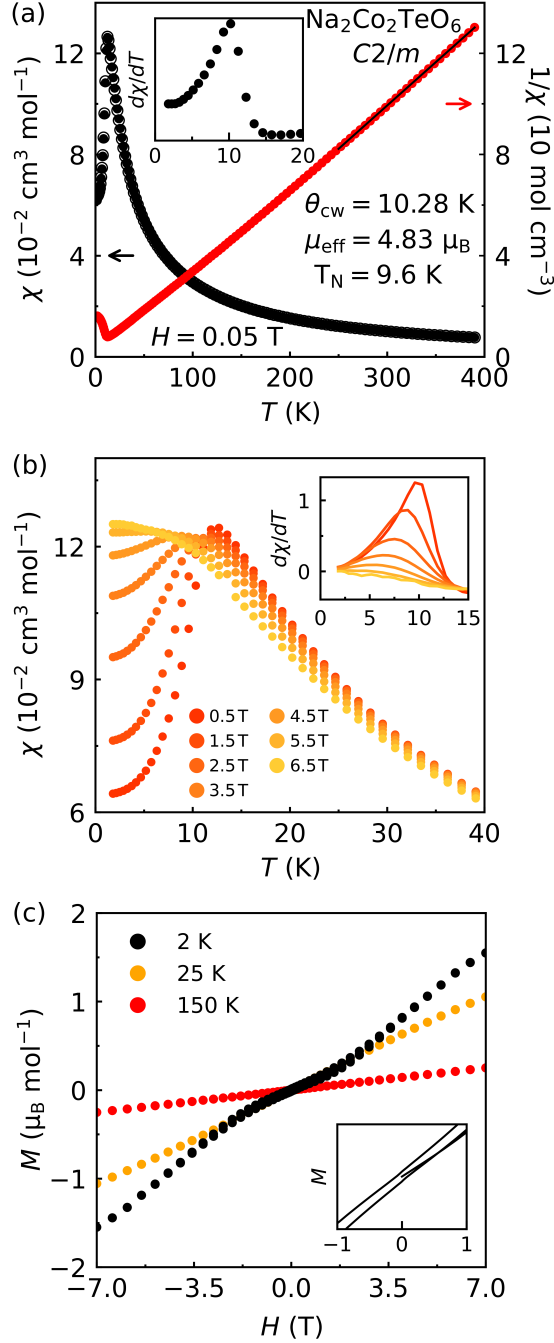 (a)
Na₂Co₂TeO₆
C2/m
dχ/dT
0 10 20
χ (10⁻² cm³ mol⁻¹)
12
8
4
0
1/χ (10 mol cm⁻³)
12
8
4
0
θcw = 10.28 K
μeff = 4.83 μB
TN = 9.6 K
H = 0.05 T
0 100 200 300 400
T (K)
(b)
χ (10⁻² cm³ mol⁻¹)
12
9
6
dχ/dT
1
0
0 5 10 15
0.5T
1.5T
2.5T
3.5T
4.5T
5.5T
6.5T
0 10 20 30 40
T (K)
(c)
M (μB mol⁻¹)
2
1
0
−1
−2
2 K
25 K
150 K
M
−1 0 1
−7.0 −3.5 0.0 3.5 7.0
H (T)